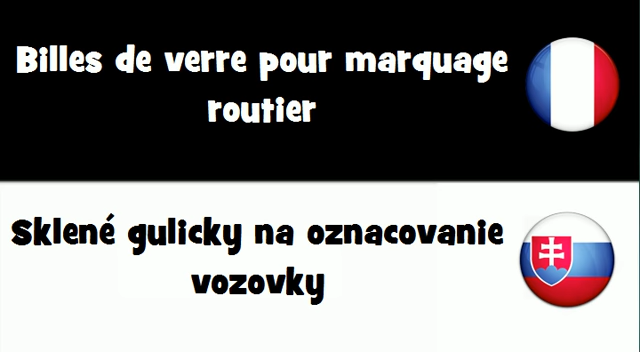 Billes de verre pour marquage
routier
Sklené gulicky na oznacovanie
vozovky